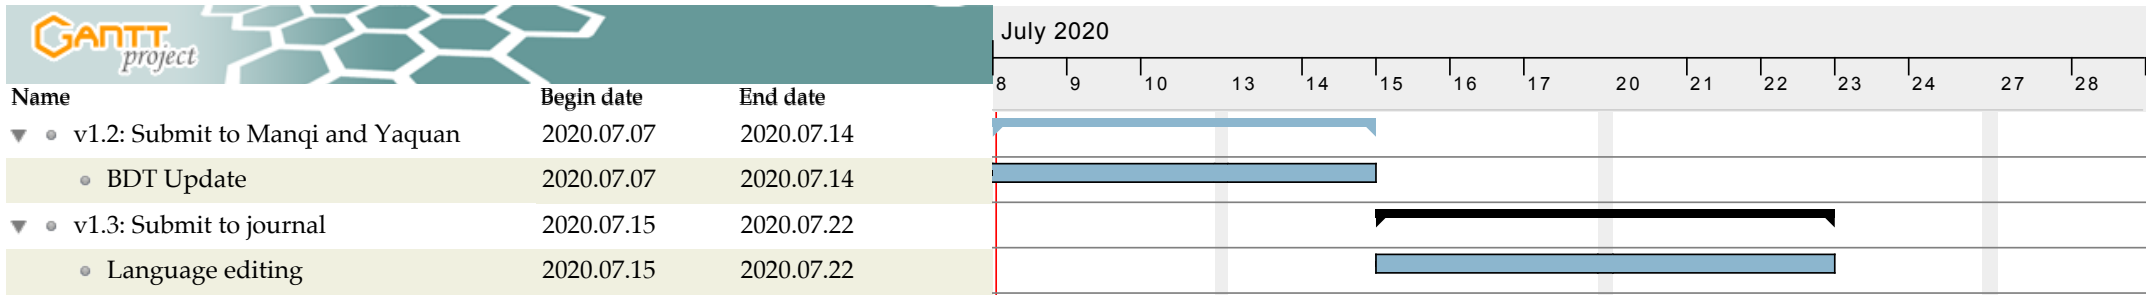 GANTT
project
July 2020
8 9 10 13 14 15 16 17 20 21 22 23 24 27 28
Name Begin date End date
v1.2: Submit to Manqi and Yaquan 2020.07.07 2020.07.14
BDT Update 2020.07.07 2020.07.14
v1.3: Submit to journal 2020.07.15 2020.07.22
Language editing 2020.07.15 2020.07.22